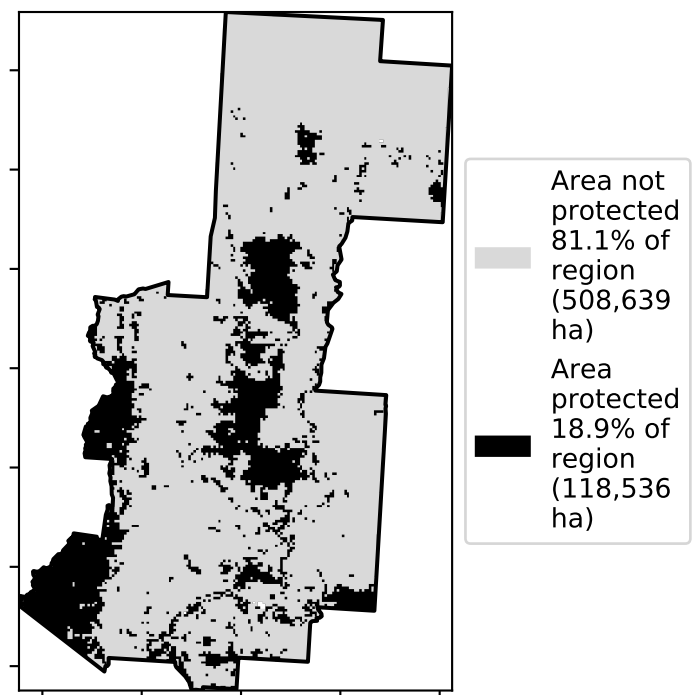 Area not
protected
81.1% of
region
(508,639
ha)
Area
protected
18.9% of
region
(118,536
ha)